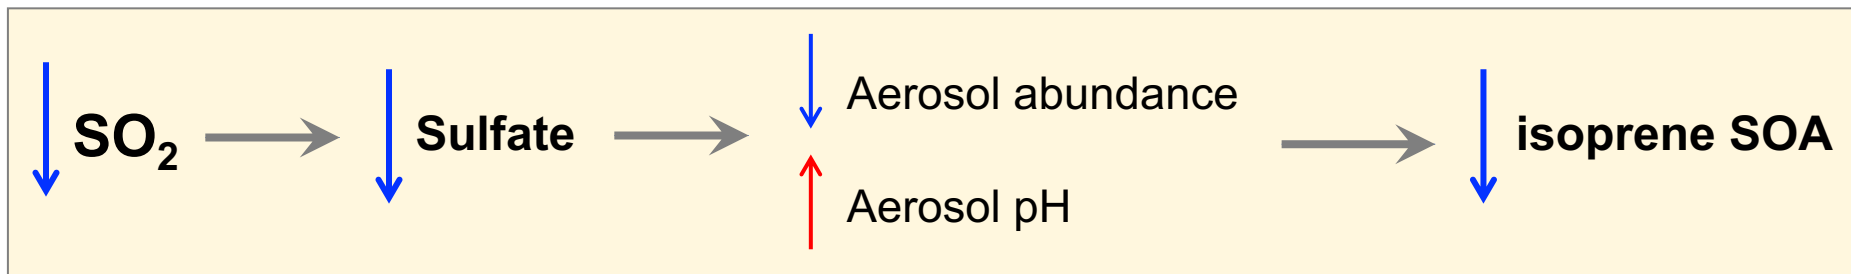 SO₂
Sulfate
Aerosol abundance
Aerosol pH
isoprene SOA